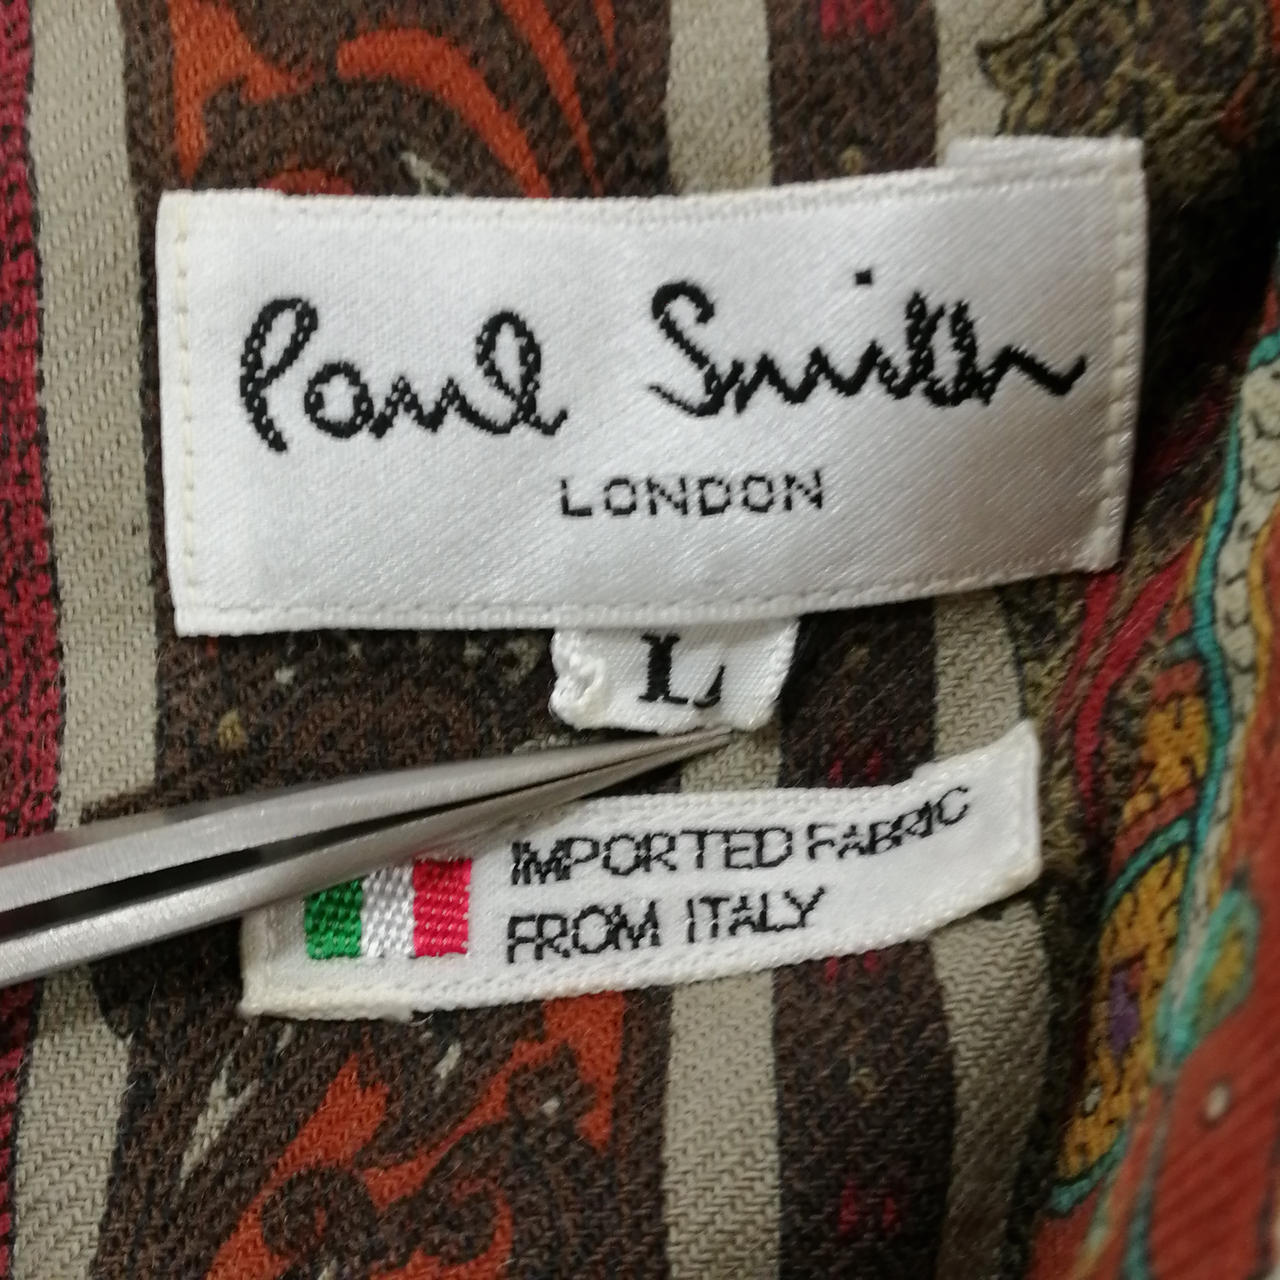 Paul Smith
LONDON
L
IMPORTED FABRIC
FROM ITALY